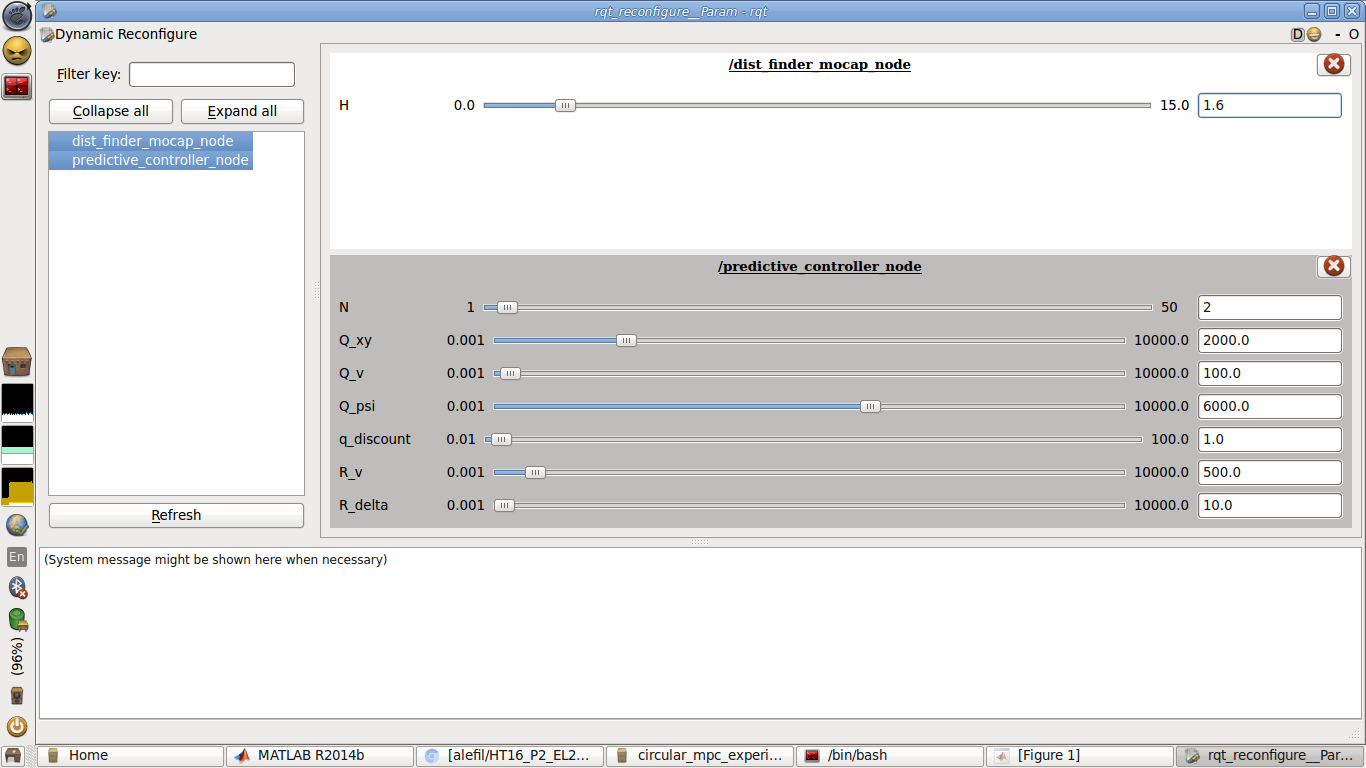 rqt_reconfigure__Param - rqt
Dynamic Reconfigure
D
- O
Filter key:
Collapse all
Expand all
dist_finder_mocap_node
predictive_controller_node
Refresh
/dist_finder_mocap_node
H 0.0 15.0 1.6
/predictive_controller_node
N 1 50 2
Q_xy 0.001 10000.0 2000.0
Q_v 0.001 10000.0 100.0
Q_psi 0.001 10000.0 6000.0
q_discount 0.01 100.0 1.0
R_v 0.001 10000.0 500.0
R_delta 0.001 10000.0 10.0
(System message might be shown here when necessary)
En
(96%)
Home
MATLAB R2014b
[alefil/HT16_P2_EL2...
circular_mpc_experi...
/bin/bash
[Figure 1]
rqt_reconfigure__Par...